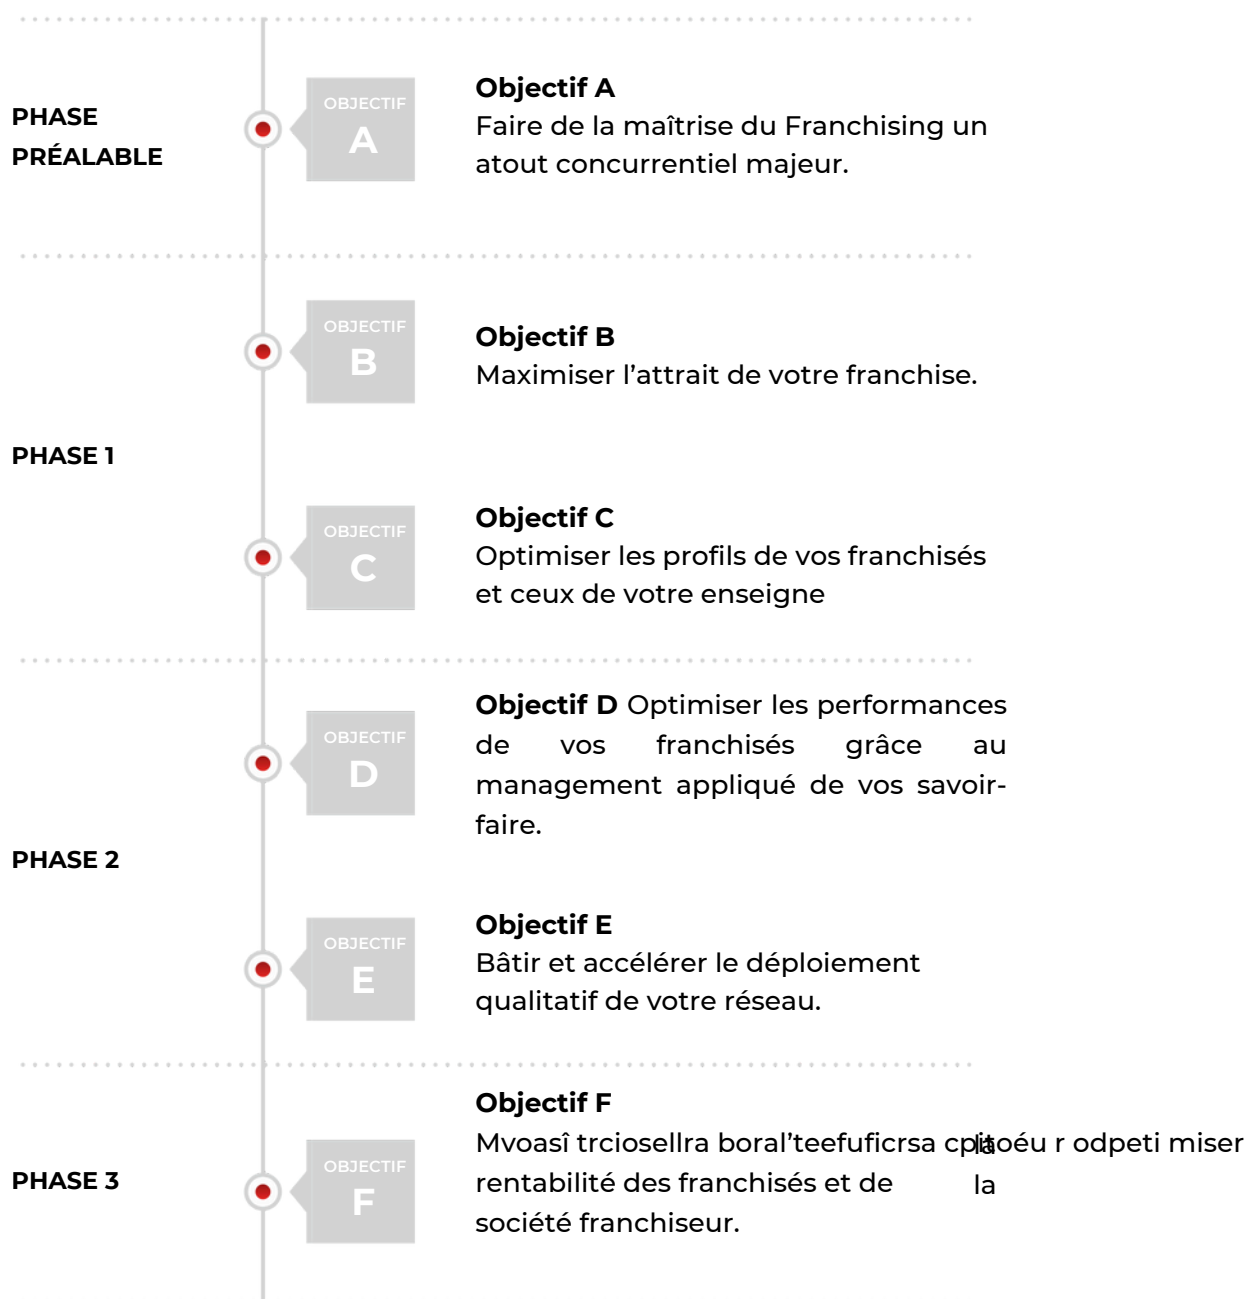 PHASE
PRÉALABLE
OBJECTIF
A
Objectif A
Faire de la maîtrise du Franchising un
atout concurrentiel majeur.
OBJECTIF
B
Objectif B
Maximiser l’attrait de votre franchise.
PHASE 1
OBJECTIF
C
Objectif C
Optimiser les profils de vos franchisés
et ceux de votre enseigne
OBJECTIF
D
Objectif D Optimiser les performances
de vos franchisés grâce au
management appliqué de vos savoir-
faire.
PHASE 2
OBJECTIF
E
Objectif E
Bâtir et accélérer le déploiement
qualitatif de votre réseau.
PHASE 3
OBJECTIF
F
Objectif F
miser
rentabilité des franchisés et de la
société franchiseur.